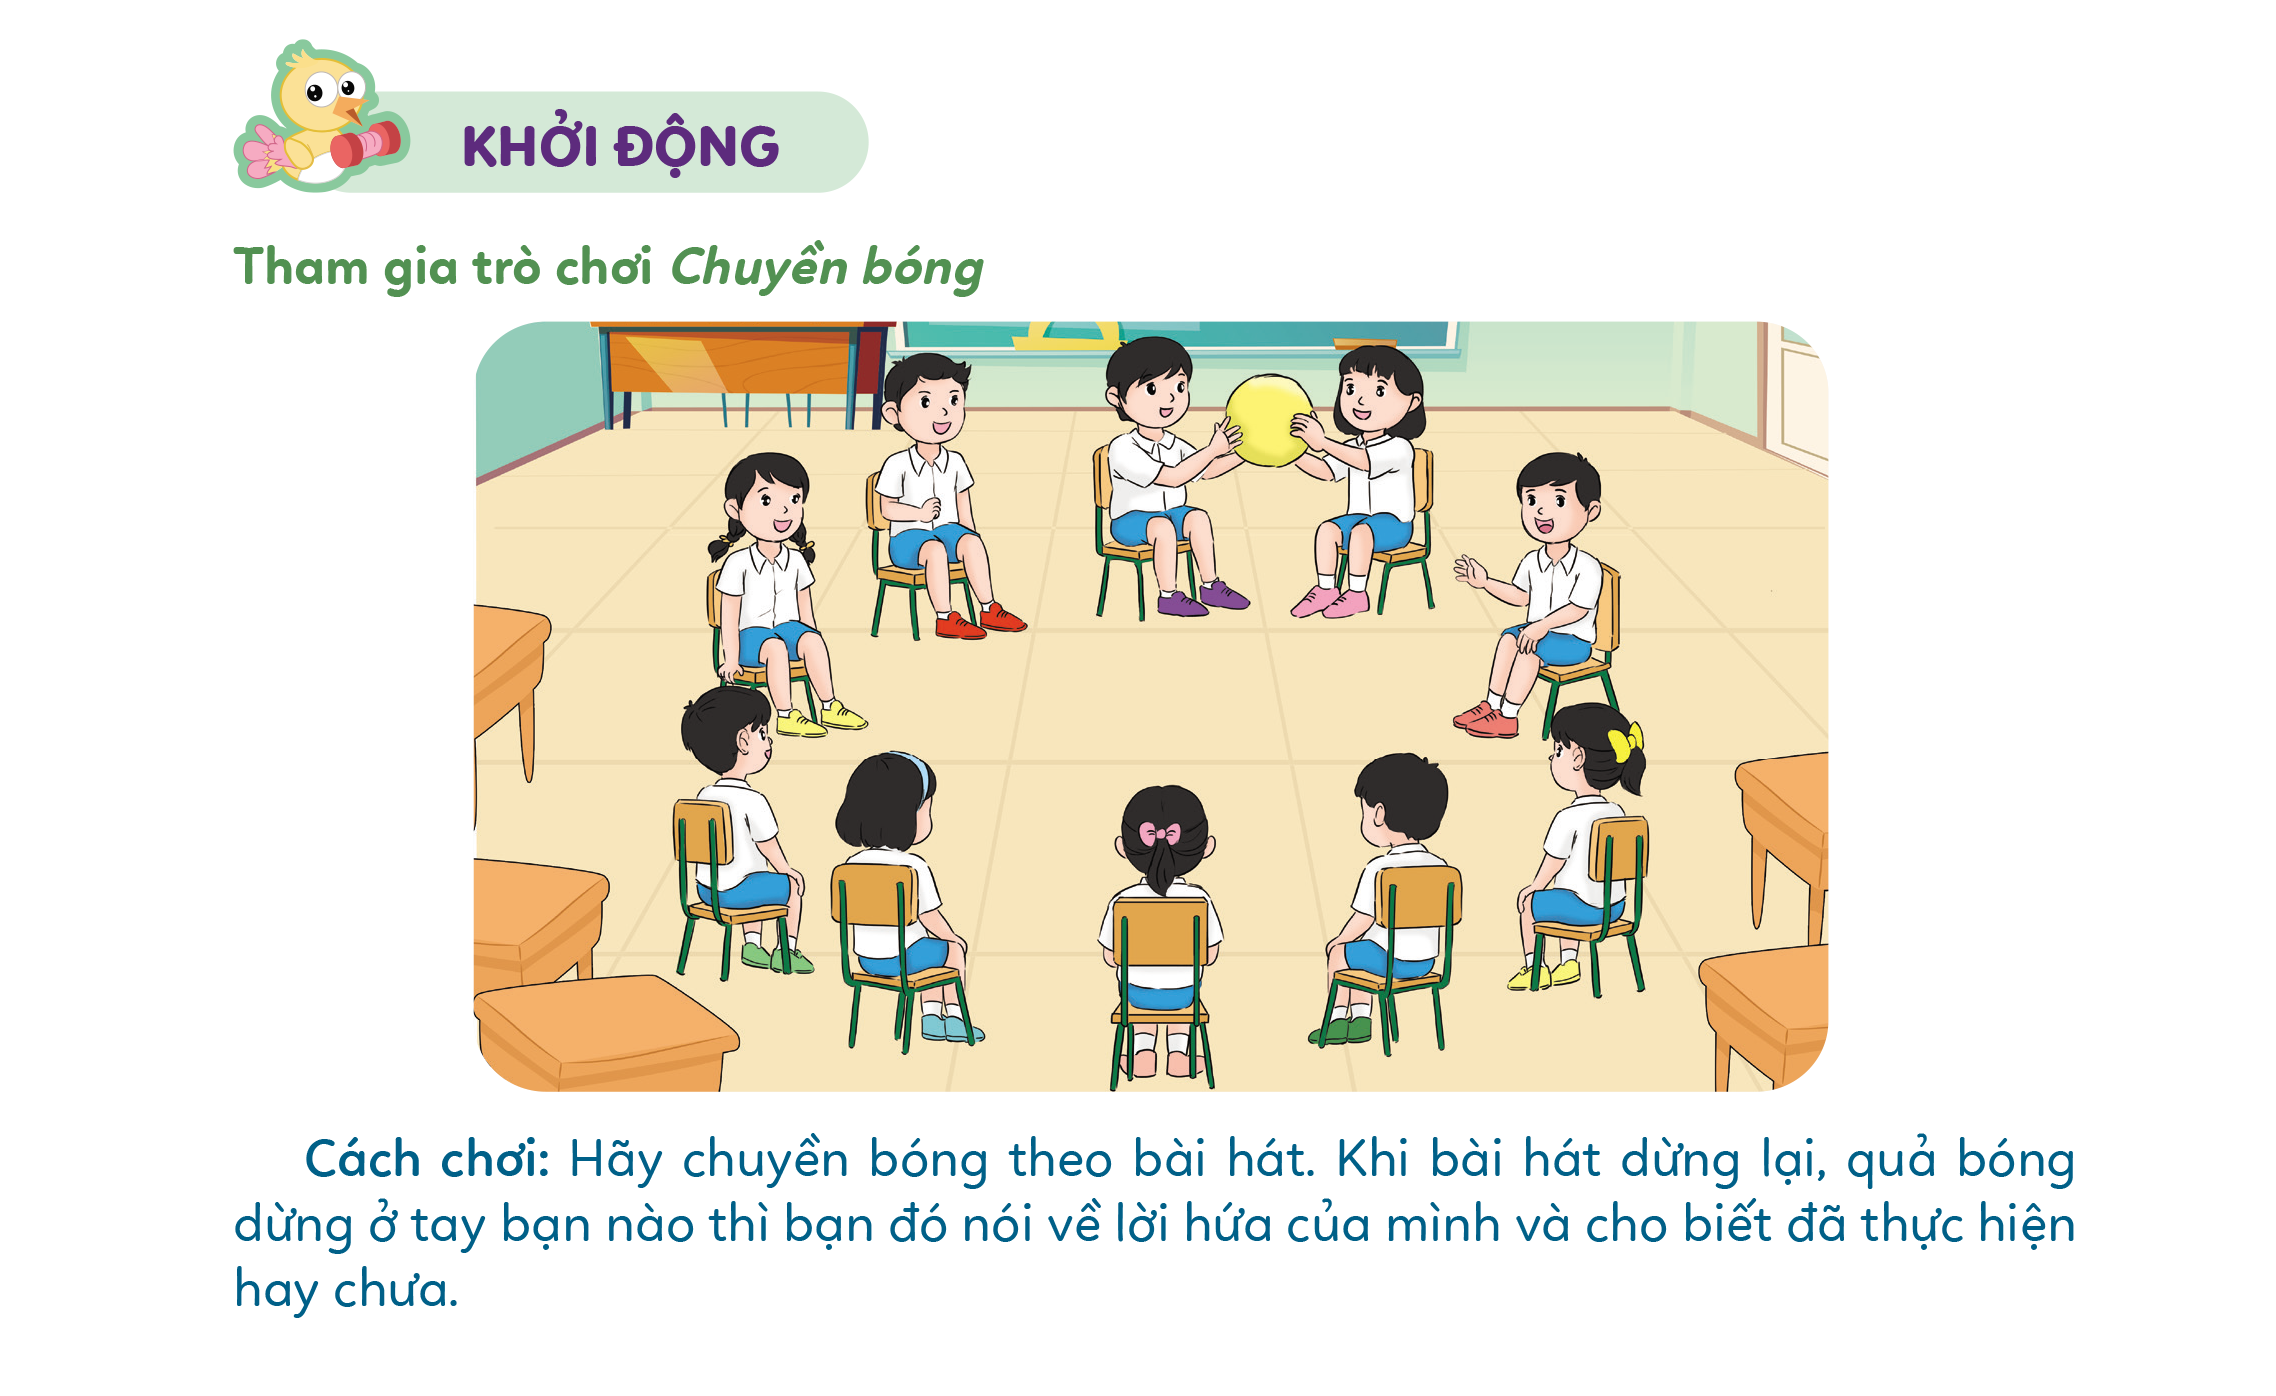 KHỞI ĐỘNG
Tham gia trò chơi Chuyền bóng
Cách chơi: Hãy chuyền bóng theo bài hát. Khi bài hát dừng lại, quả bóng
dừng ở tay bạn nào thì bạn đó nói về lời hứa của mình và cho biết đã thực hiện
hay chưa.